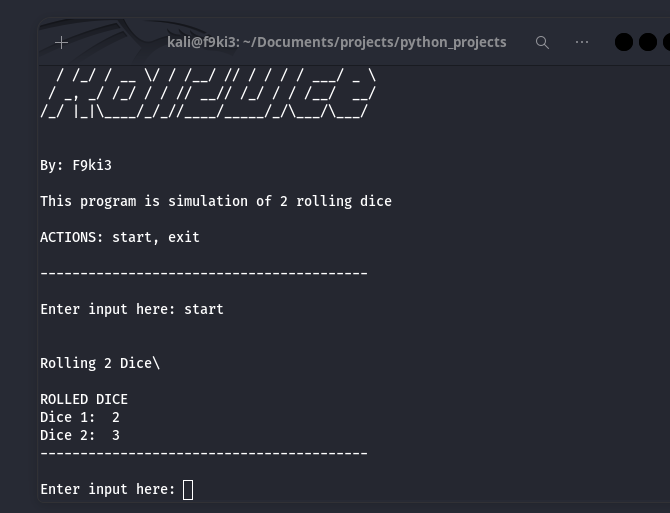 kali@f9ki3: ~/Documents/projects/python_projects
  / /_/ / __ \/ / /__/ // / / / / ___/ _ \
 / _, _/ /_/ / / / // __// /_/ / / /__/  __/
/_/ |_|\____/_/_//____/_____/_/\___/\___/
By: F9ki3
This program is simulation of 2 rolling dice
ACTIONS: start, exit
-----------------------------------------
Enter input here: start
Rolling 2 Dice\
ROLLED DICE
Dice 1:  2
Dice 2:  3
-----------------------------------------
Enter input here: